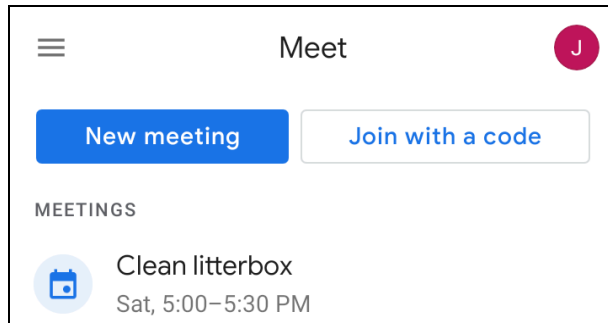 Meet
J
New meeting
Join with a code
MEETINGS
Clean litterbox
Sat, 5:00–5:30 PM